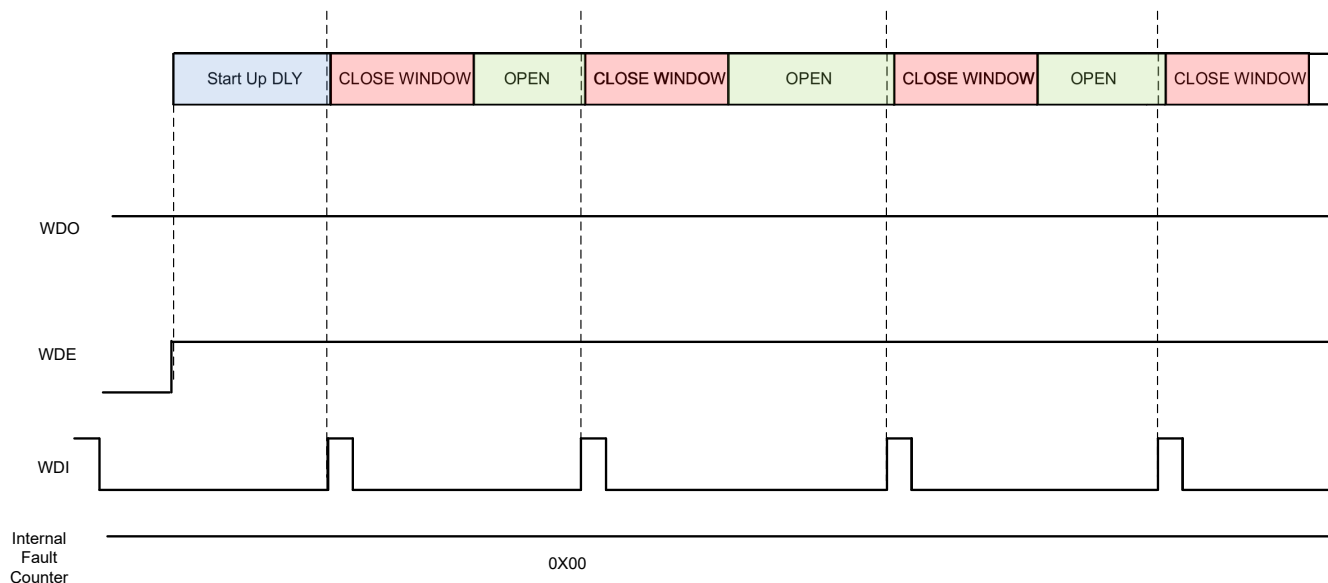 Start Up DLY CLOSE WINDOW OPEN CLOSE WINDOW OPEN CLOSE WINDOW OPEN CLOSE WINDOW
WDO
WDE
WDI
Internal
Fault
Counter
0X00